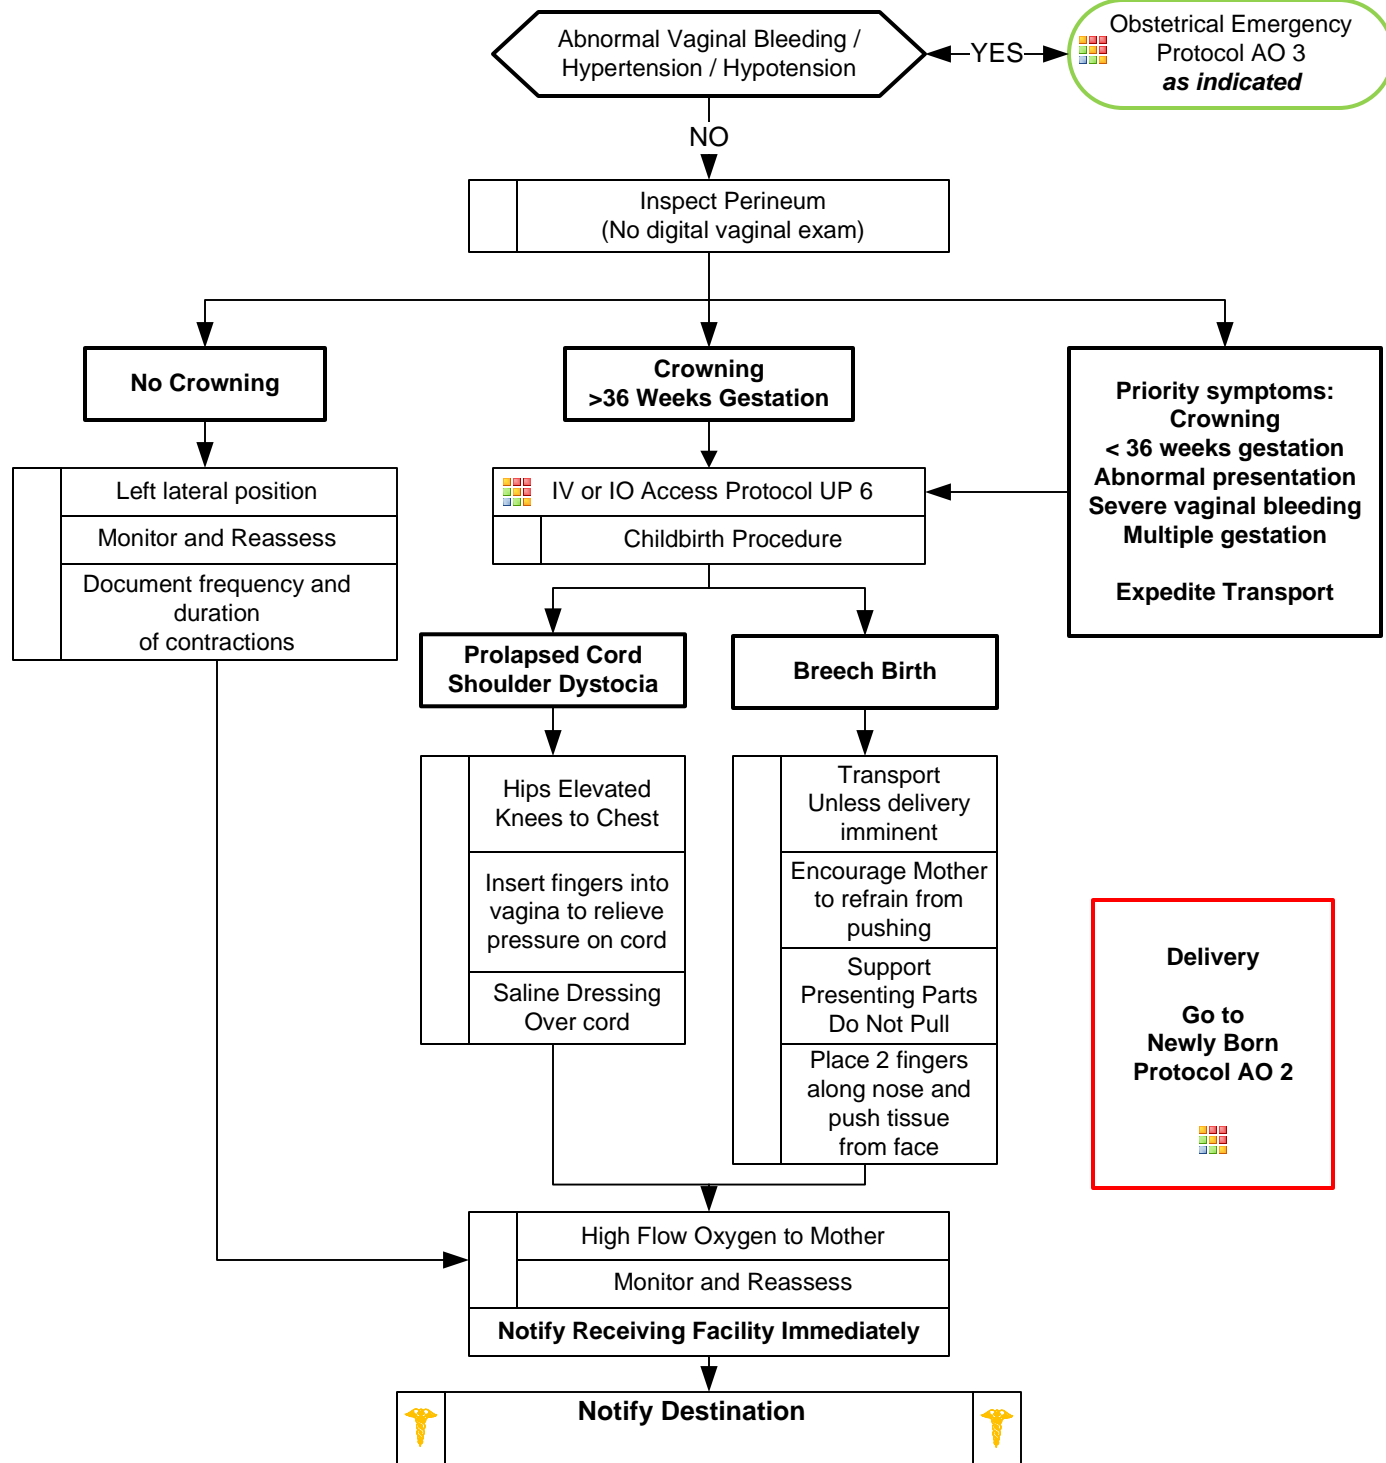 Abnormal Vaginal Bleeding /
Hypertension / Hypotension
YES
Obstetrical Emergency
Protocol AO 3
as indicated
NO
Inspect Perineum
(No digital vaginal exam)
No Crowning
Crowning
>36 Weeks Gestation
Priority symptoms:
Crowning
< 36 weeks gestation
Abnormal presentation
Severe vaginal bleeding
Multiple gestation
Expedite Transport
Left lateral position
Monitor and Reassess
Document frequency and
duration
of contractions
IV or IO Access Protocol UP 6
Childbirth Procedure
Prolapsed Cord
Shoulder Dystocia
Breech Birth
Hips Elevated
Knees to Chest
Insert fingers into
vagina to relieve
pressure on cord
Saline Dressing
Over cord
Transport
Unless delivery
imminent
Encourage Mother
to refrain from
pushing
Support
Presenting Parts
Do Not Pull
Place 2 fingers
along nose and
push tissue
from face
Delivery
Go to
Newly Born
Protocol AO 2
High Flow Oxygen to Mother
Monitor and Reassess
Notify Receiving Facility Immediately
Notify Destination